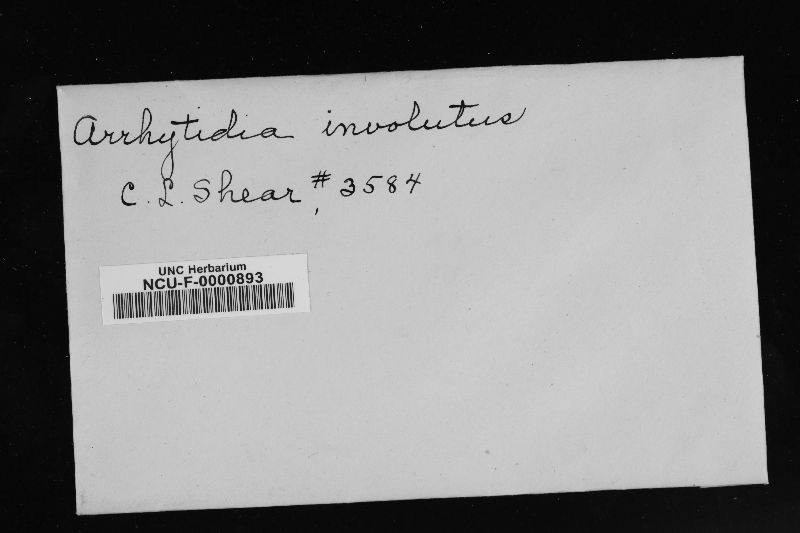 Arrhytidia involutus
C. L. Shear, # 3584
UNC Herbarium
NCU-F-0000893